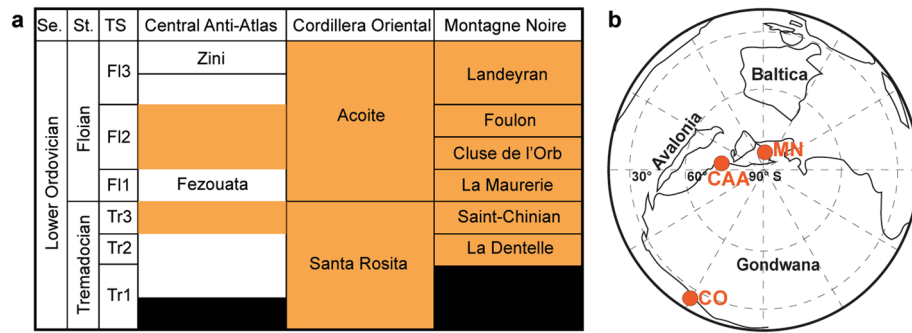 a
Se. St. TS Central Anti-Atlas Cordillera Oriental Montagne Noire
Lower Ordovician
Floian
Tremadocian
Fl3
Fl2
Fl1
Tr3
Tr2
Tr1
Zini
Fezouata
Acoite
Santa Rosita
Landeyran
Foulon
Cluse de l'Orb
La Maurerie
Saint-Chinian
La Dentelle
b
Baltica
Avalonia
MN
30° 60° 90° S
CAA
Gondwana
CO